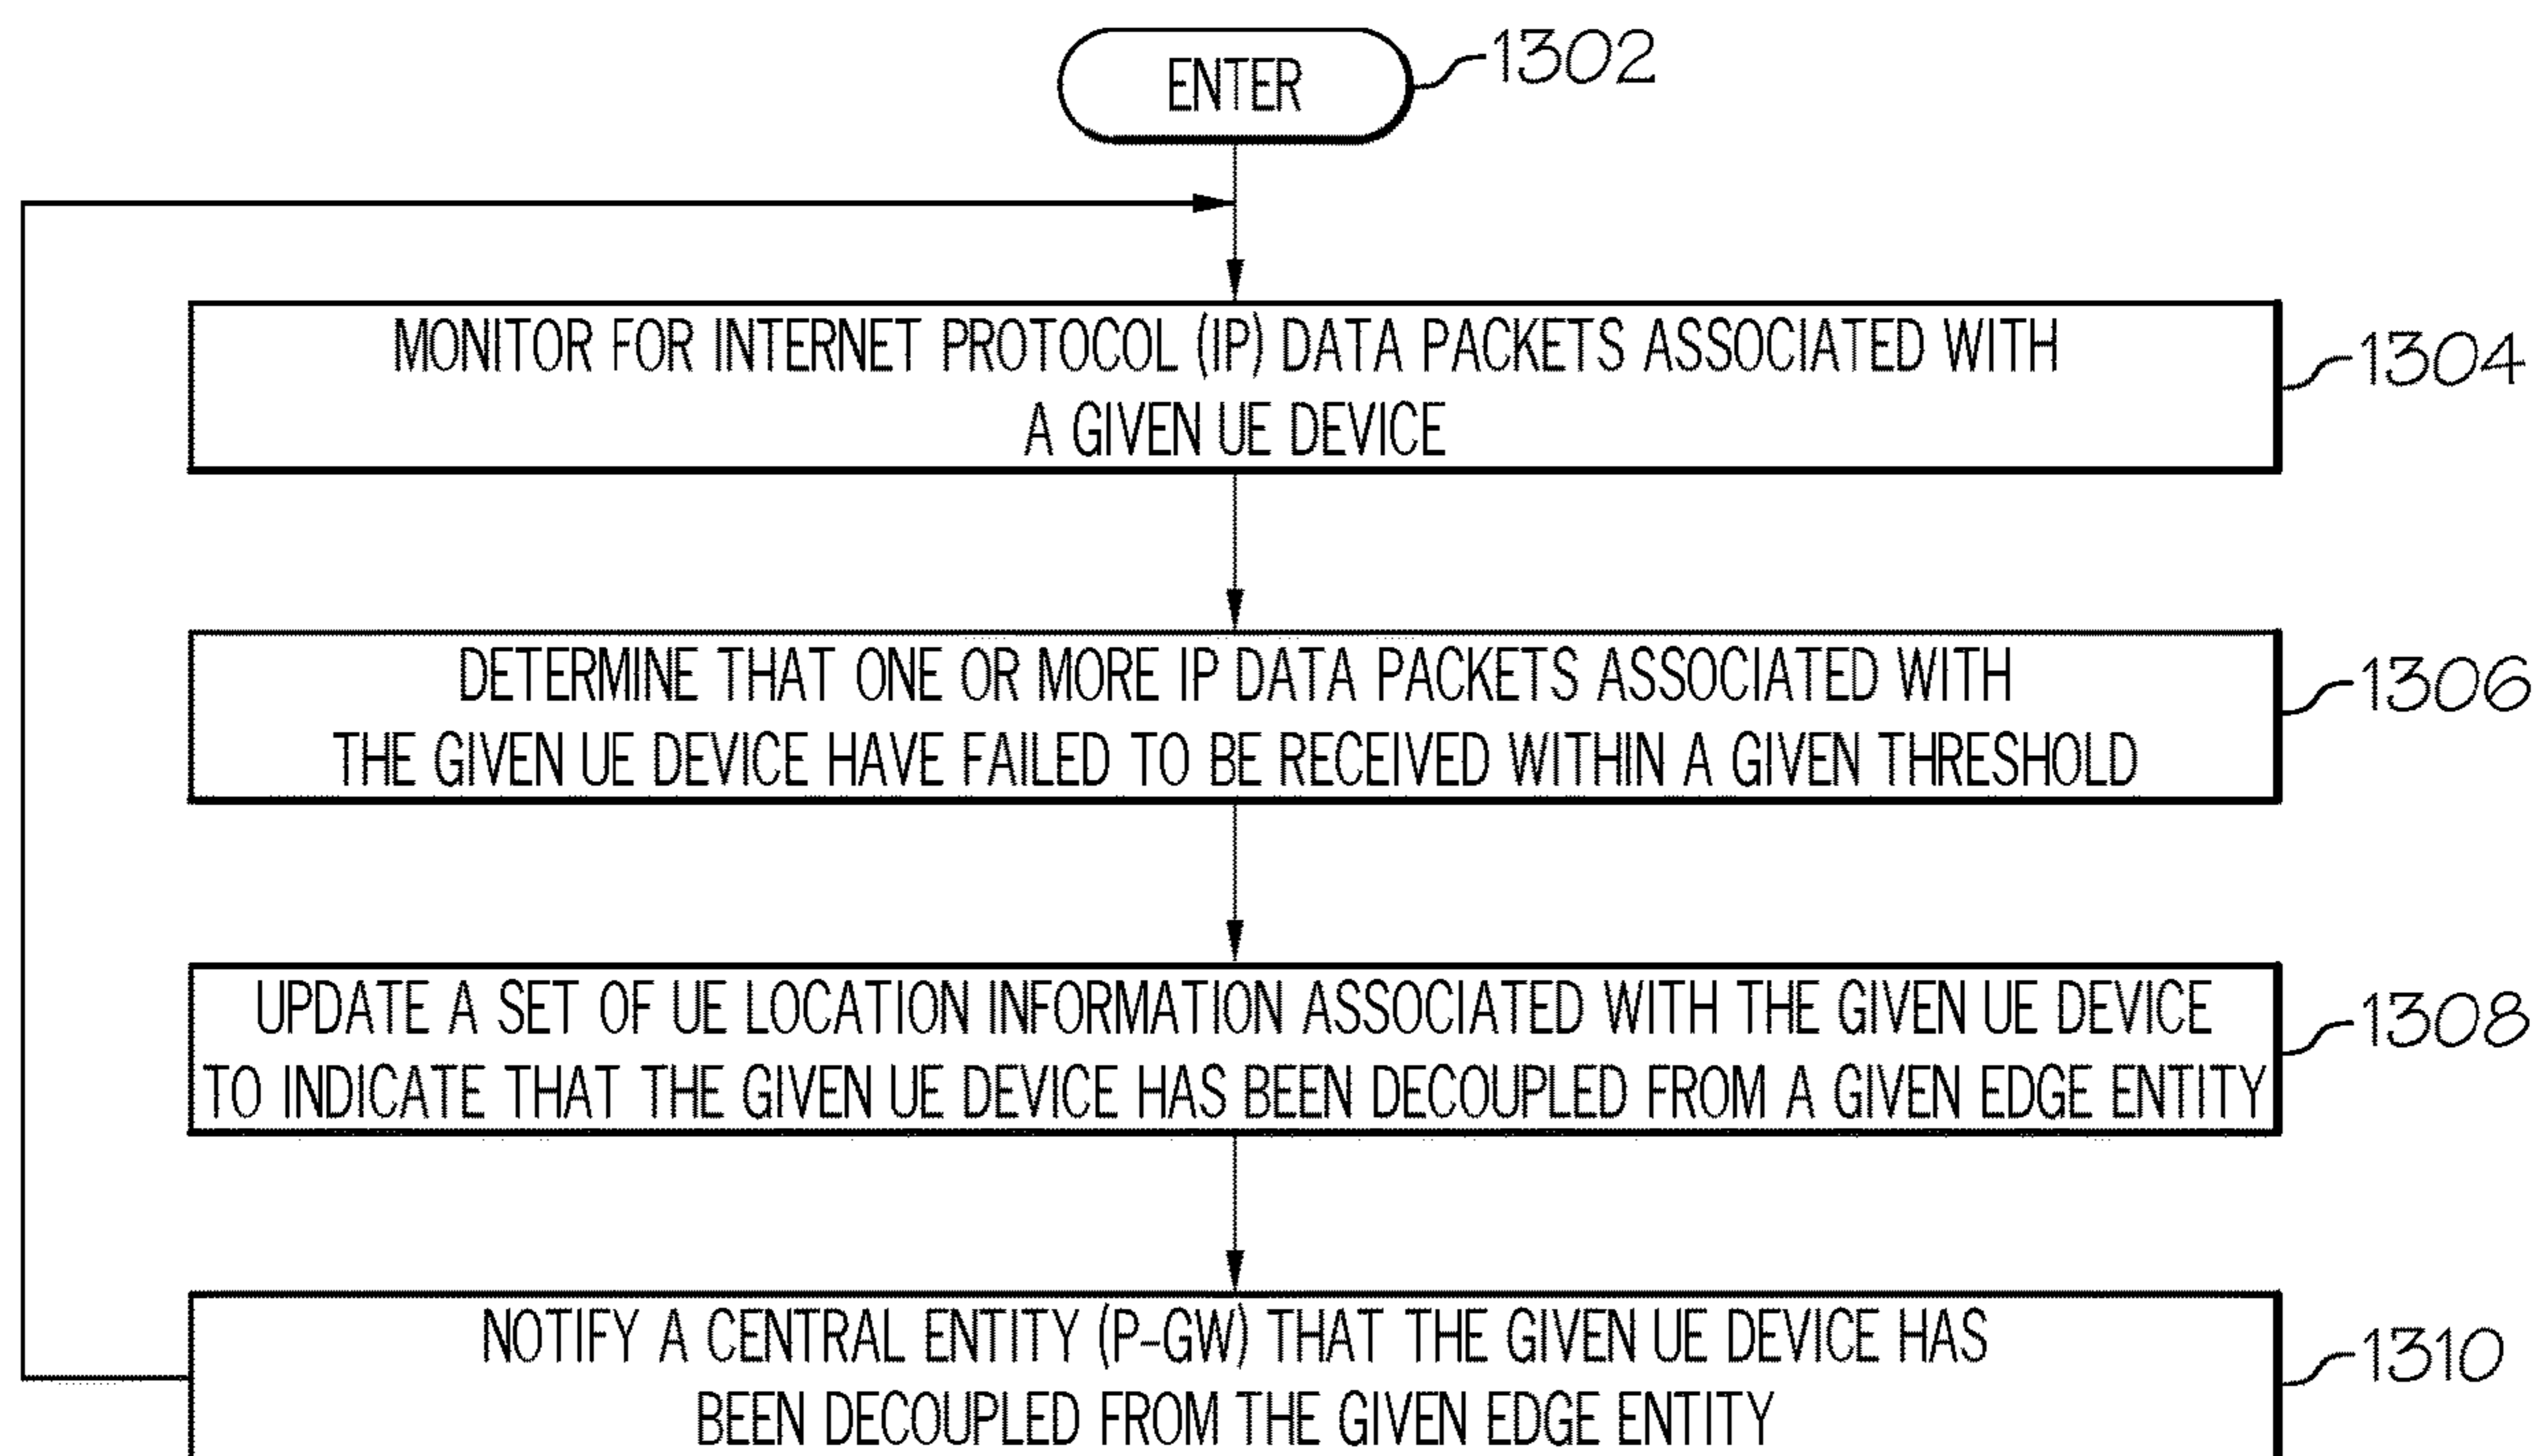 ENTER
1302
MONITOR FOR INTERNET PROTOCOL (IP) DATA PACKETS ASSOCIATED WITH
A GIVEN UE DEVICE
1304
DETERMINE THAT ONE OR MORE IP DATA PACKETS ASSOCIATED WITH
THE GIVEN UE DEVICE HAVE FAILED TO BE RECEIVED WITHIN A GIVEN THRESHOLD
1306
UPDATE A SET OF UE LOCATION INFORMATION ASSOCIATED WITH THE GIVEN UE DEVICE
TO INDICATE THAT THE GIVEN UE DEVICE HAS BEEN DECOUPLED FROM A GIVEN EDGE ENTITY
1308
NOTIFY A CENTRAL ENTITY (P-GW) THAT THE GIVEN UE DEVICE HAS
BEEN DECOUPLED FROM THE GIVEN EDGE ENTITY
1310